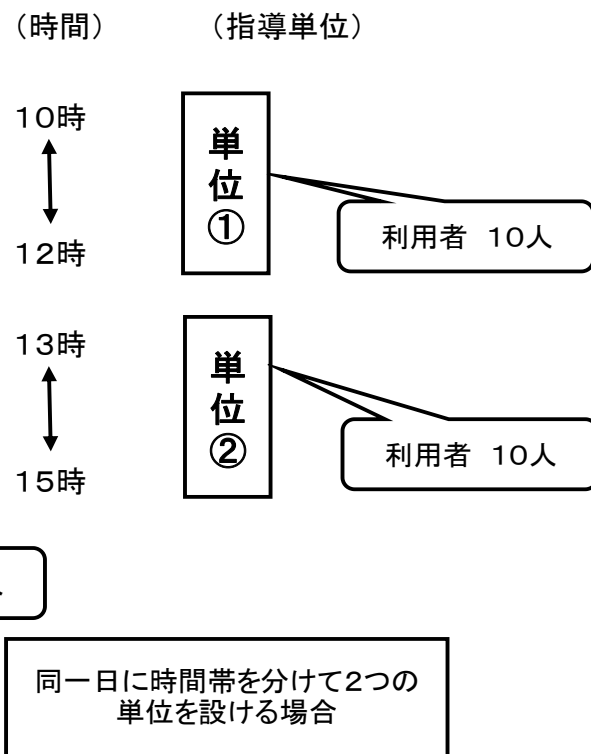 （時間） （指導単位）
10時
単位①
利用者 10人
12時
13時
単位②
利用者 10人
15時
同一日に時間帯を分けて2つの
単位を設ける場合